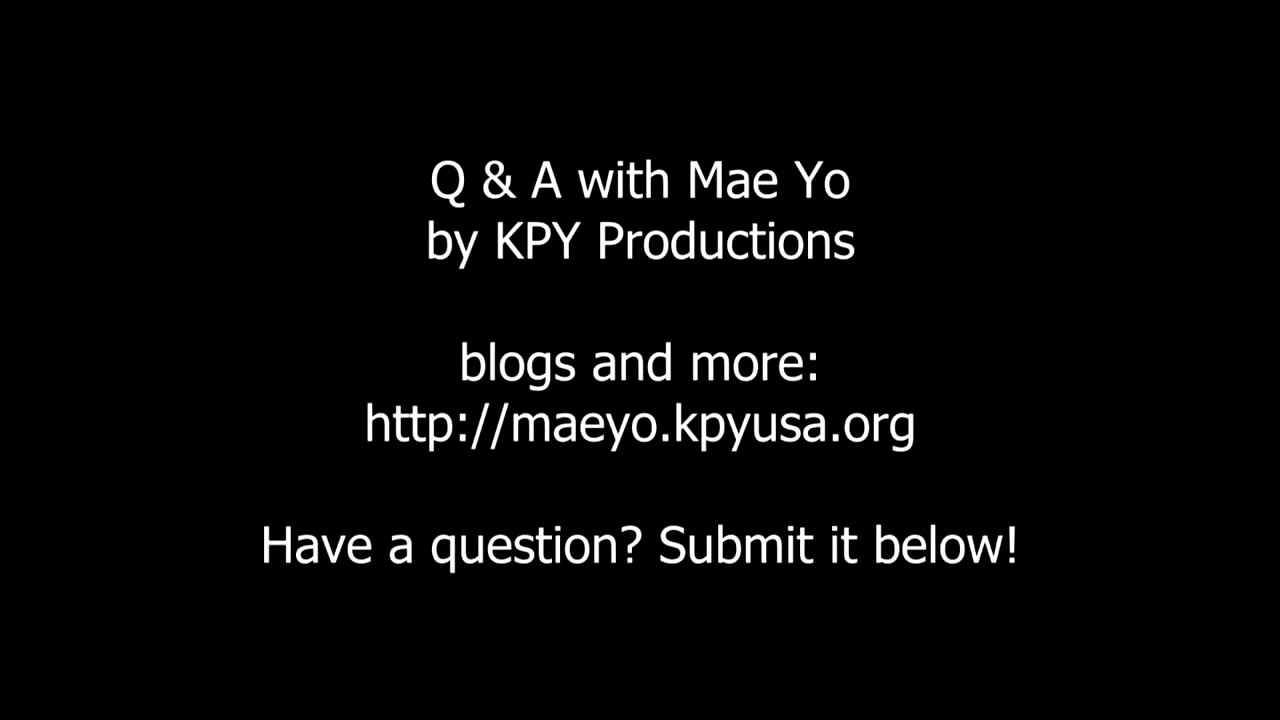 Q & A with Mae Yo
by KPY Productions
blogs and more:
http://maeyo.kpyusa.org
Have a question? Submit it below!